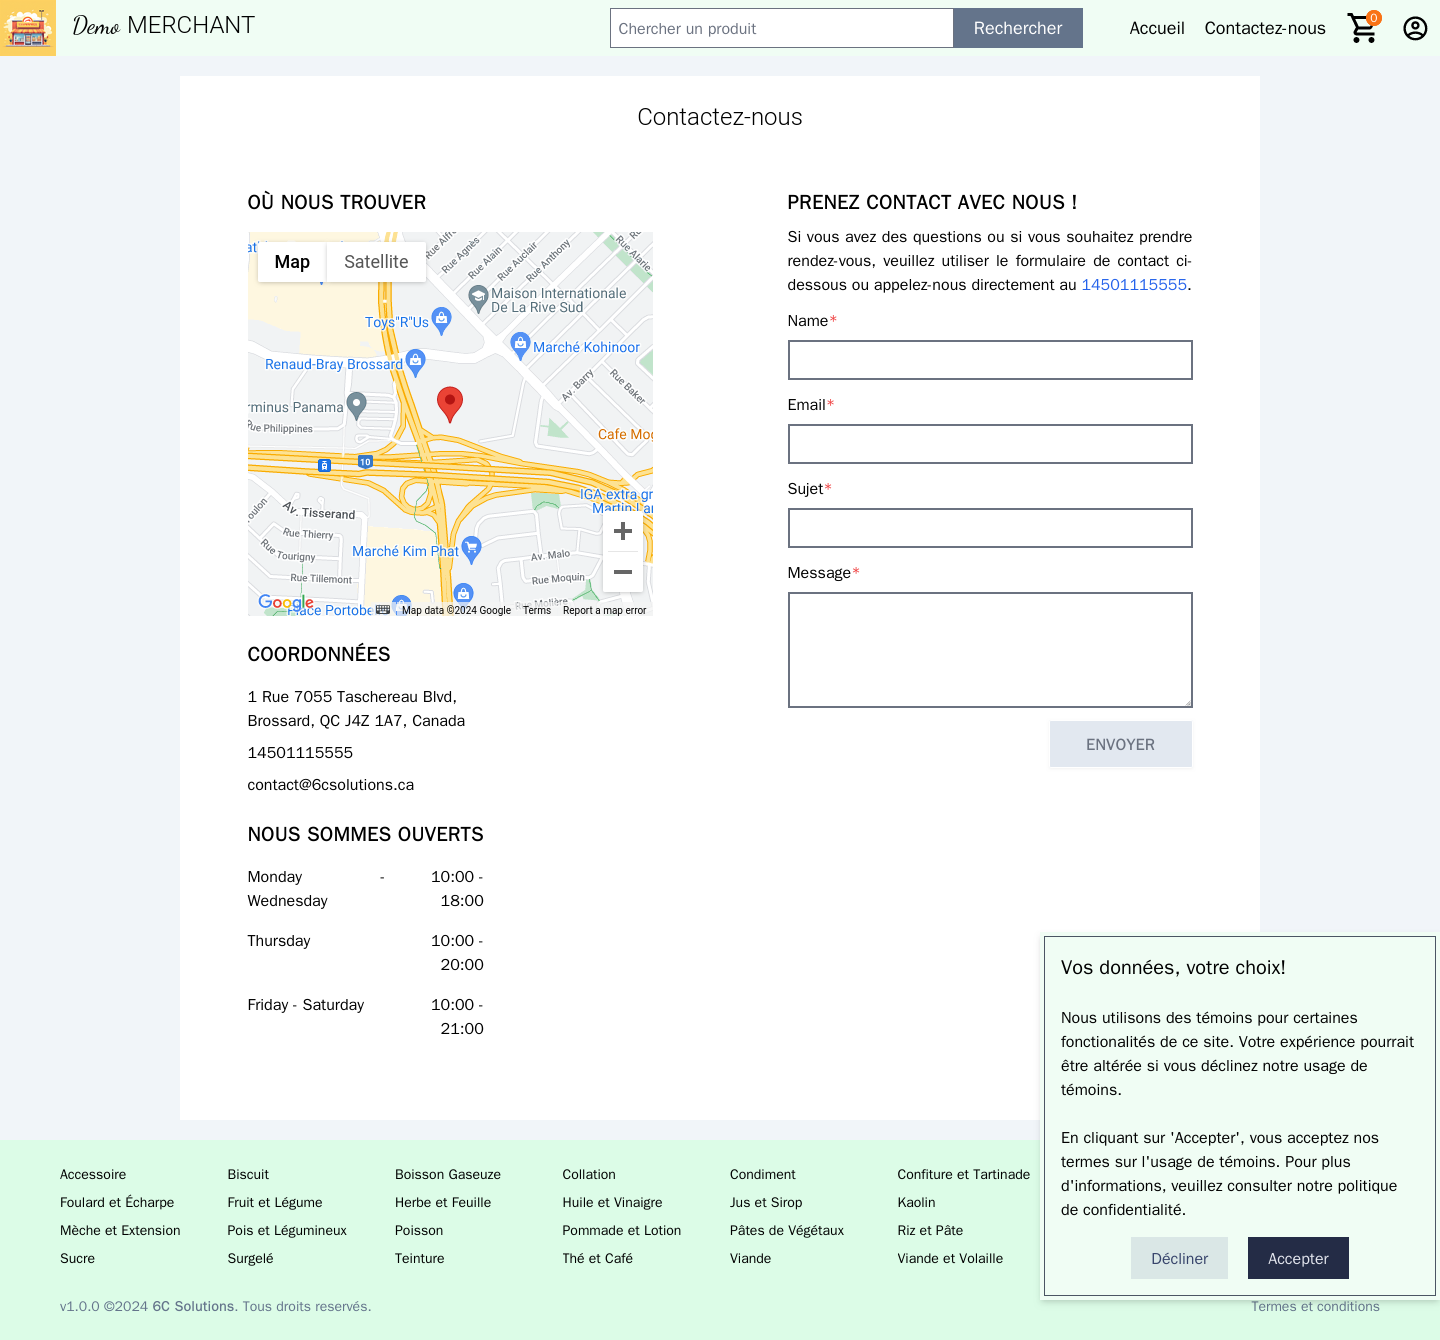 Demo MERCHANT
Chercher un produit
Rechercher
Accueil
Contactez-nous
0
Contactez-nous
OÙ NOUS TROUVER
Map
Satellite
Rue Agnès
Rue Alain
Rue Auclair
Rue Anthony
Rue Alarie
Maison Internationale
De La Rive Sud
Toys"R"Us
Marché Kohinoor
Renaud-Bray Brossard
Av. Barry
Rue Baker
rminus Panama
Rue Philippines
Cafe Mog
10
IGA extra gr
Martin Lar
Av. Tisserand
Rue Thierry
Rue Tourigny
Rue Tillemont
Marché Kim Phat
Av. Malo
Rue Moquin
Rue Molière
Google
Place Portobe
Map data ©2024 Google
Terms
Report a map error
COORDONNÉES
1 Rue 7055 Taschereau Blvd,
Brossard, QC J4Z 1A7, Canada
14501115555
contact@6csolutions.ca
NOUS SOMMES OUVERTS
Monday - 10:00 -
Wednesday 18:00
Thursday 10:00 -
20:00
Friday - Saturday 10:00 -
21:00
PRENEZ CONTACT AVEC NOUS !
Si vous avez des questions ou si vous souhaitez prendre
rendez-vous, veuillez utiliser le formulaire de contact ci-
dessous ou appelez-nous directement au 14501115555.
Name*
Email*
Sujet*
Message*
ENVOYER
Vos données, votre choix!
Nous utilisons des témoins pour certaines
fonctionalités de ce site. Votre expérience pourrait
être altérée si vous déclinez notre usage de
témoins.
En cliquant sur 'Accepter', vous acceptez nos
termes sur l'usage de témoins. Pour plus
d'informations, veuillez consulter notre politique
de confidentialité.
Décliner
Accepter
Accessoire
Biscuit
Boisson Gaseuze
Collation
Condiment
Confiture et Tartinade
Foulard et Écharpe
Fruit et Légume
Herbe et Feuille
Huile et Vinaigre
Jus et Sirop
Kaolin
Mèche et Extension
Pois et Légumineux
Poisson
Pommade et Lotion
Pâtes de Végétaux
Riz et Pâte
Sucre
Surgelé
Teinture
Thé et Café
Viande
Viande et Volaille
v1.0.0 ©2024 6C Solutions. Tous droits reservés.
Termes et conditions